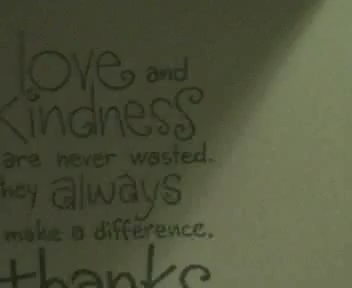 love and
kindness
are never wasted.
hey always
make a difference.
thanks